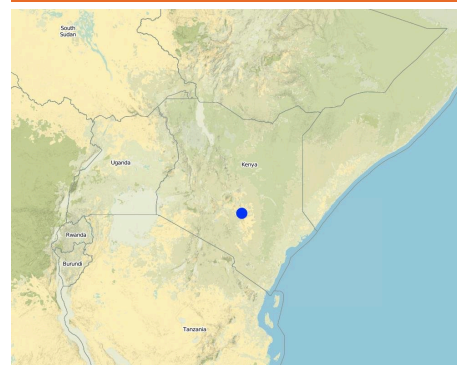 South
Sudan
Uganda
Kenya
Rwanda
Burundi
Tanzania